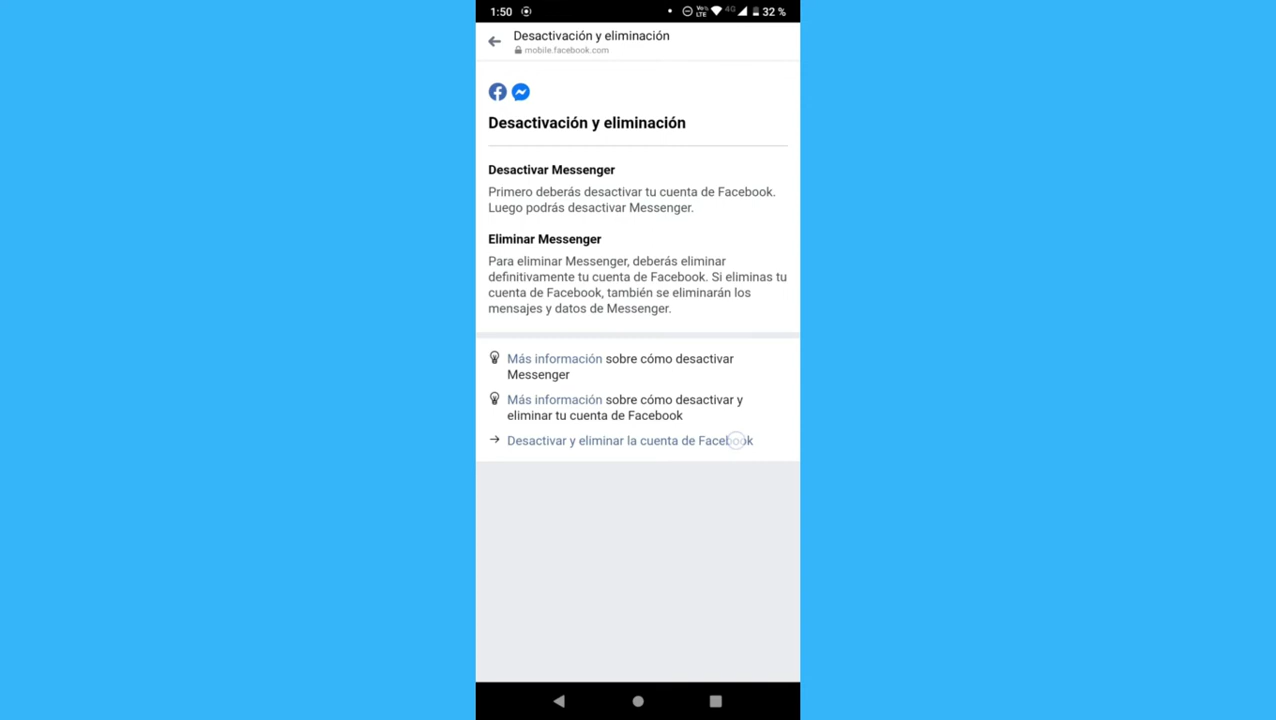 1:50
Vo)) LTE 4G 32 %
Desactivación y eliminación
mobile.facebook.com
Desactivación y eliminación
Desactivar Messenger
Primero deberás desactivar tu cuenta de Facebook.
Luego podrás desactivar Messenger.
Eliminar Messenger
Para eliminar Messenger, deberás eliminar
definitivamente tu cuenta de Facebook. Si eliminas tu
cuenta de Facebook, también se eliminarán los
mensajes y datos de Messenger.
Más información sobre cómo desactivar
Messenger
Más información sobre cómo desactivar y
eliminar tu cuenta de Facebook
Desactivar y eliminar la cuenta de Facebook